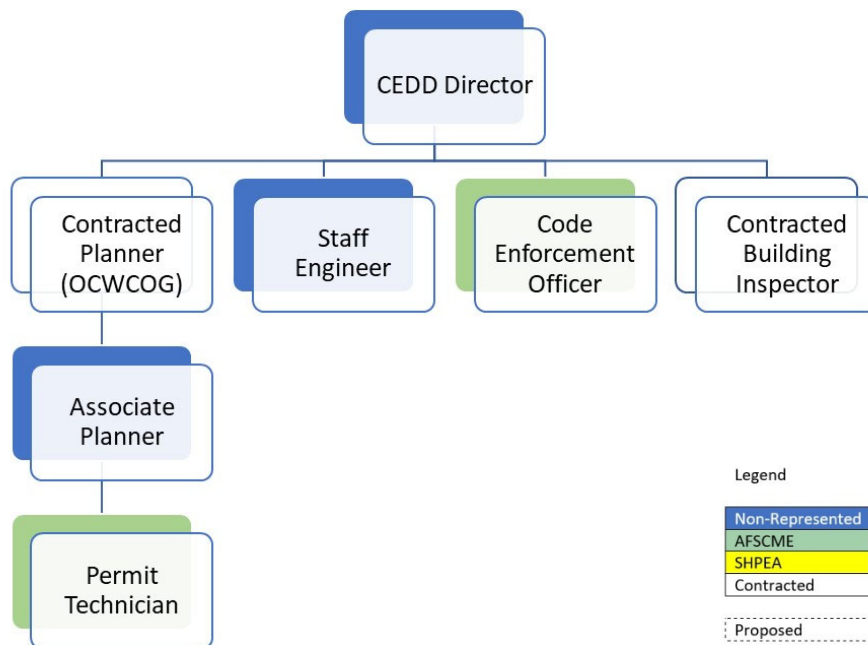 CEDD Director
Contracted
Planner
(OCWCOG)
Staff
Engineer
Code
Enforcement
Officer
Contracted
Building
Inspector
Associate
Planner
Permit
Technician
Legend
Non-Represented
AFSCME
SHPEA
Contracted
Proposed